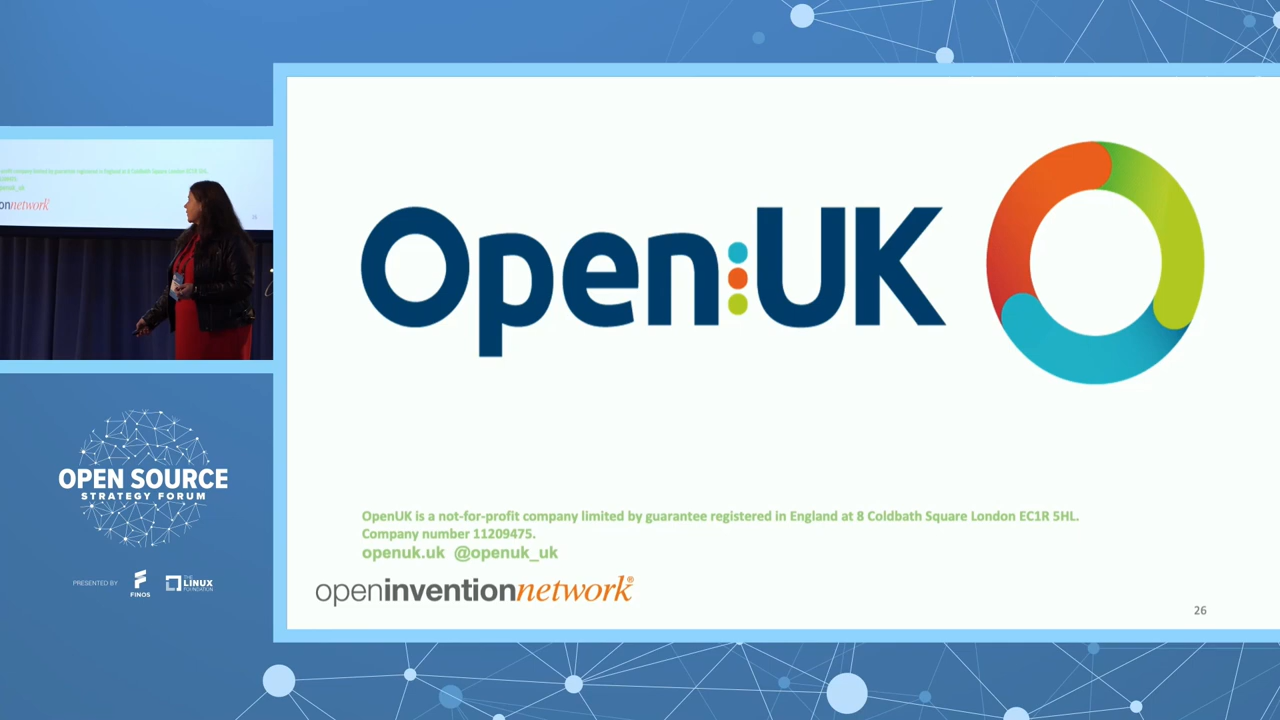 Open:UK
OpenUK is a not-for-profit company limited by guarantee registered in England at 8 Coldbath Square London EC1R 5HL.
Company number 11209475.
openuk.uk @openuk_uk
openinventionnetwork®
26
network
OPEN SOURCE
STRATEGY FORUM
PRESENTED BY
FINOS
THE
LINUX
FOUNDATION